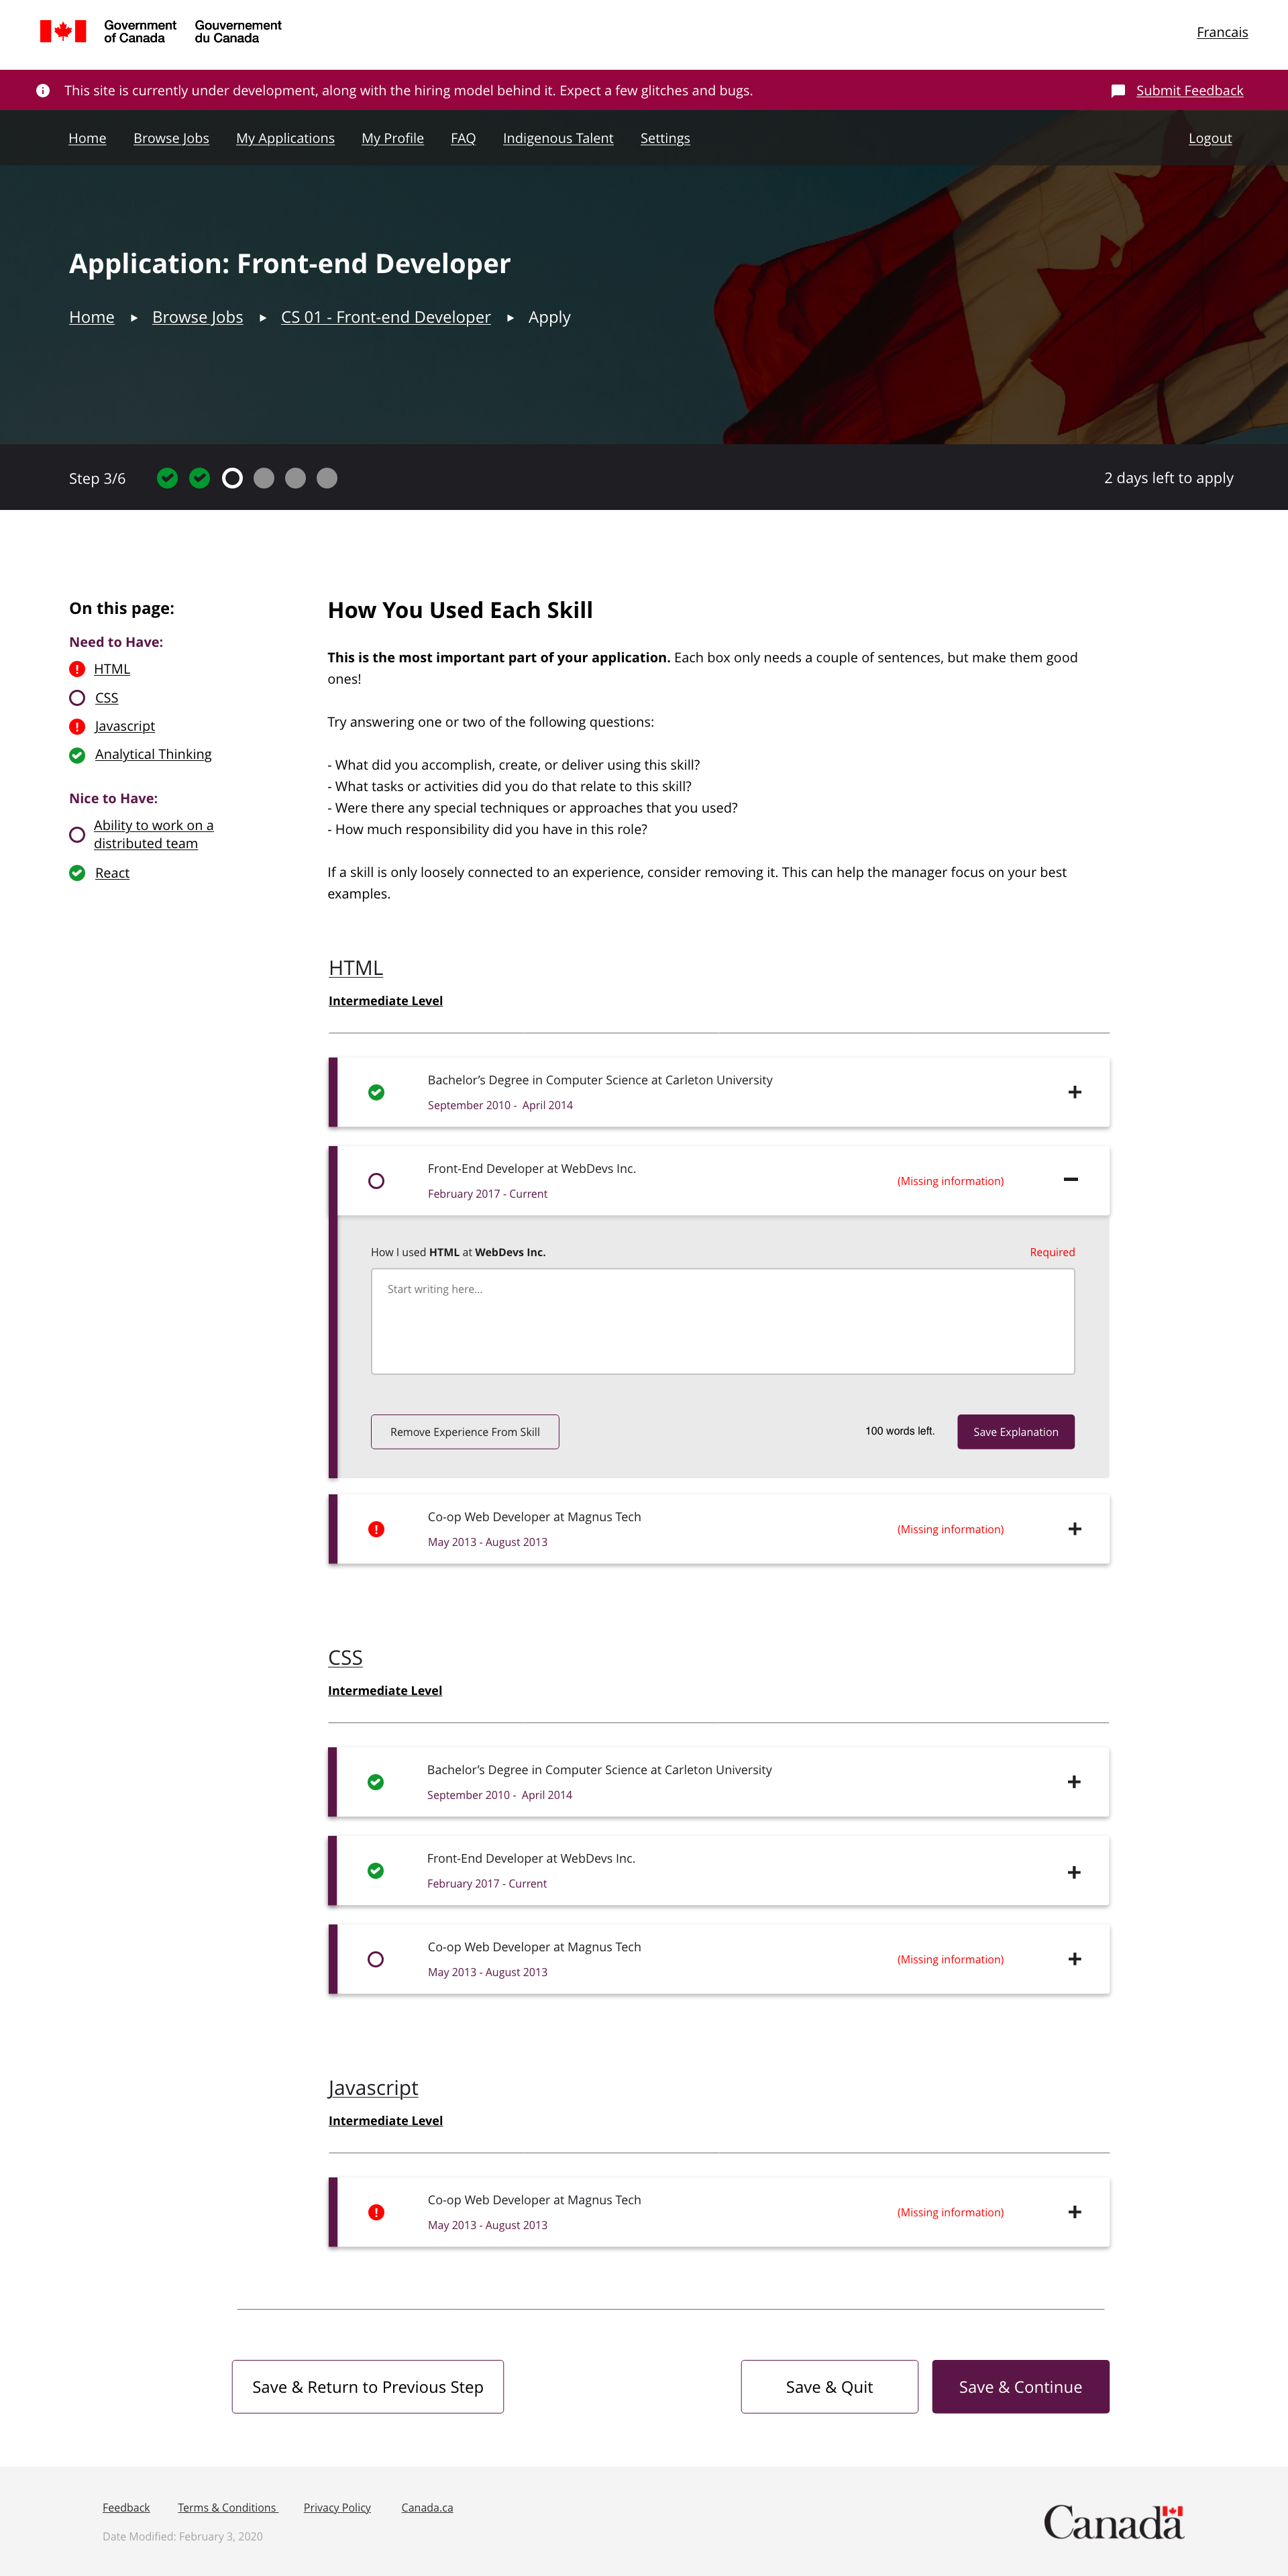 Government
of Canada
Gouvernement
du Canada
Francais
This site is currently under development, along with the hiring model behind it. Expect a few glitches and bugs.
Submit Feedback
Home
Browse Jobs
My Applications
My Profile
FAQ
Indigenous Talent
Settings
Logout
Application: Front-end Developer
Home
Browse Jobs
CS 01 - Front-end Developer
Apply
Step 3/6
2 days left to apply
On this page:
Need to Have:
HTML
CSS
Javascript
Analytical Thinking
Nice to Have:
Ability to work on a
distributed team
React
How You Used Each Skill
This is the most important part of your application. Each box only needs a couple of sentences, but make them good
ones!
Try answering one or two of the following questions:
- What did you accomplish, create, or deliver using this skill?
- What tasks or activities did you do that relate to this skill?
- Were there any special techniques or approaches that you used?
- How much responsibility did you have in this role?
If a skill is only loosely connected to an experience, consider removing it. This can help the manager focus on your best
examples.
HTML
Intermediate Level
Bachelor's Degree in Computer Science at Carleton University
September 2010 -  April 2014
Front-End Developer at WebDevs Inc.
February 2017 - Current
(Missing information)
How I used HTML at WebDevs Inc.
Required
Start writing here...
Remove Experience From Skill
100 words left.
Save Explanation
Co-op Web Developer at Magnus Tech
May 2013 - August 2013
(Missing information)
CSS
Intermediate Level
Bachelor's Degree in Computer Science at Carleton University
September 2010 -  April 2014
Front-End Developer at WebDevs Inc.
February 2017 - Current
Co-op Web Developer at Magnus Tech
May 2013 - August 2013
(Missing information)
Javascript
Intermediate Level
Co-op Web Developer at Magnus Tech
May 2013 - August 2013
(Missing information)
Save & Return to Previous Step
Save & Quit
Save & Continue
Feedback
Terms & Conditions
Privacy Policy
Canada.ca
Date Modified: February 3, 2020
Canada